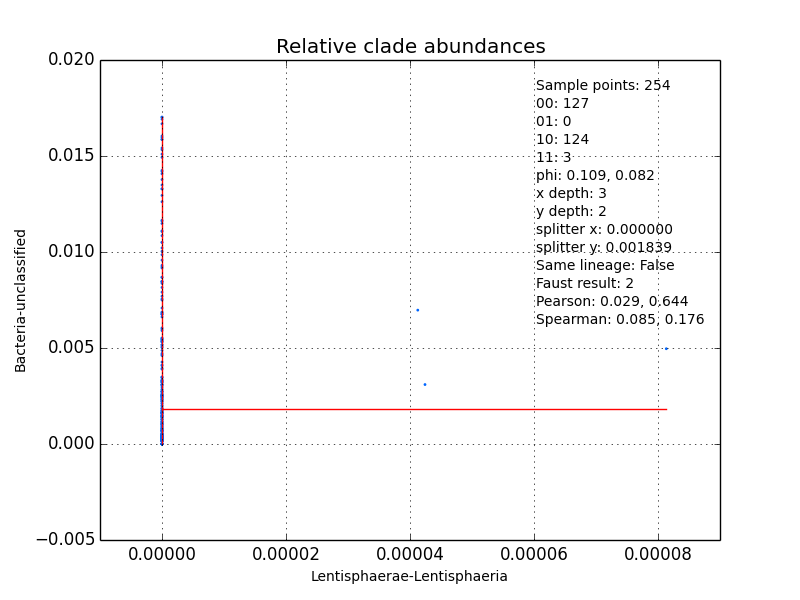 Relative clade abundances
0.020
0.015
0.010
0.005
0.000
−0.005
Bacteria-unclassified
Sample points: 254
00: 127
01: 0
10: 124
11: 3
phi: 0.109, 0.082
x depth: 3
y depth: 2
splitter x: 0.000000
splitter y: 0.001839
Same lineage: False
Faust result: 2
Pearson: 0.029, 0.644
Spearman: 0.085, 0.176
0.00000 0.00002 0.00004 0.00006 0.00008
Lentisphaerae-Lentisphaeria